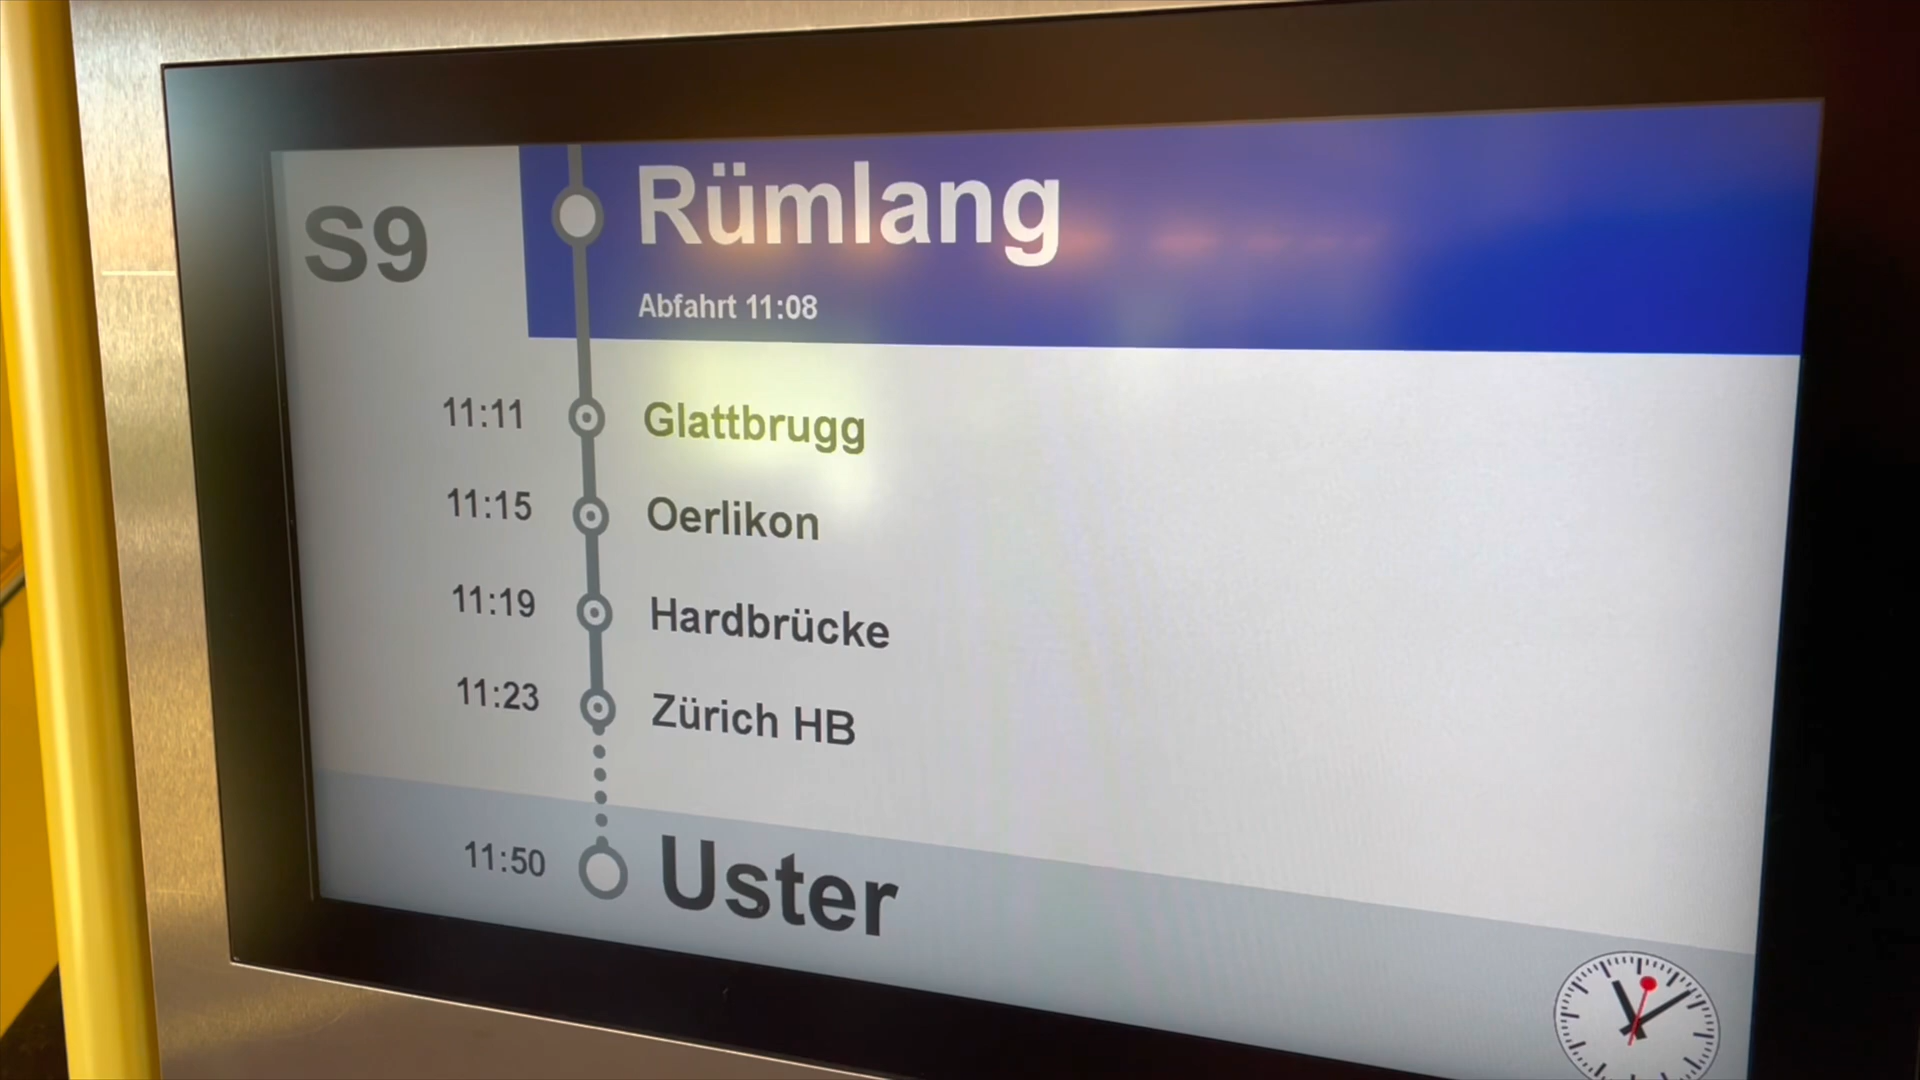 S9
Rümlang
Abfahrt 11:08
11:11 Glattbrugg
11:15 Oerlikon
11:19 Hardbrücke
11:23 Zürich HB
11:50 Uster